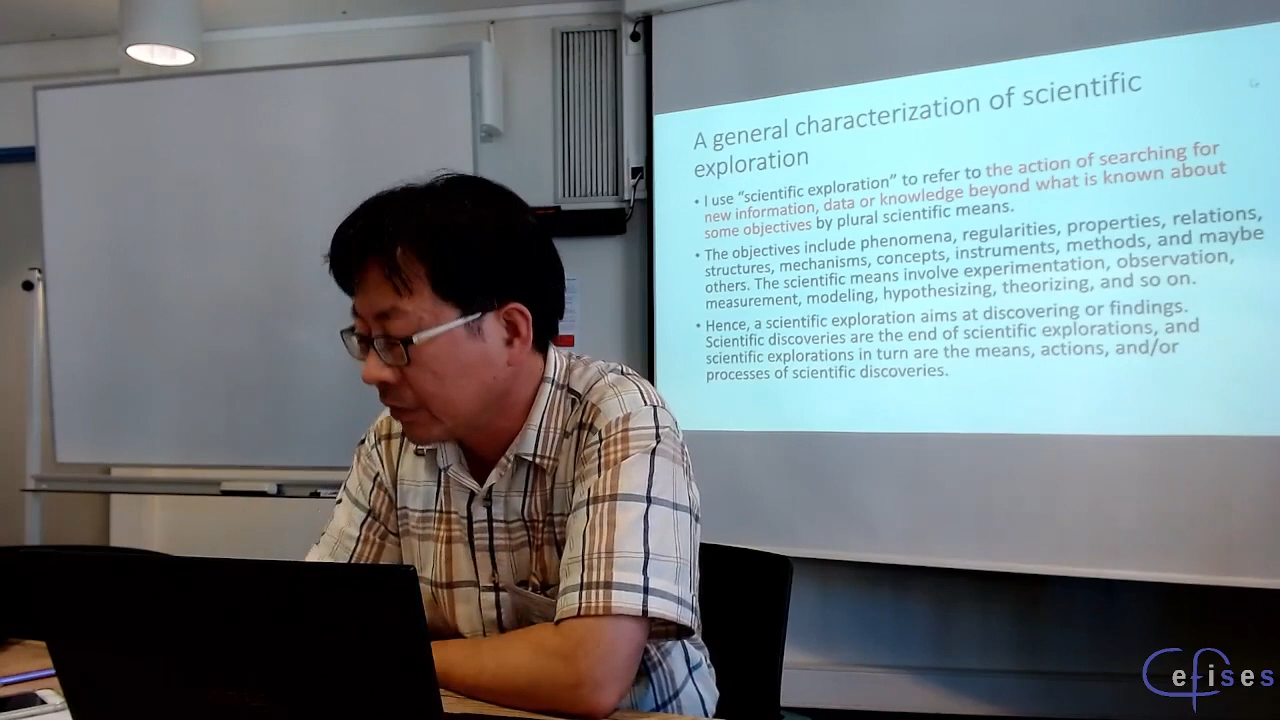 A general characterization of scientific
exploration
• I use “scientific exploration” to refer to the action of searching for
new information, data or knowledge beyond what is known about
some objectives by plural scientific means.
• The objectives include phenomena, regularities, properties, relations,
structures, mechanisms, concepts, instruments, methods, and maybe
others. The scientific means involve experimentation, observation,
measurement, modeling, hypothesizing, theorizing, and so on.
• Hence, a scientific exploration aims at discovering or findings.
Scientific discoveries are the end of scientific explorations, and
scientific explorations in turn are the means, actions, and/or
processes of scientific discoveries.
Cefises